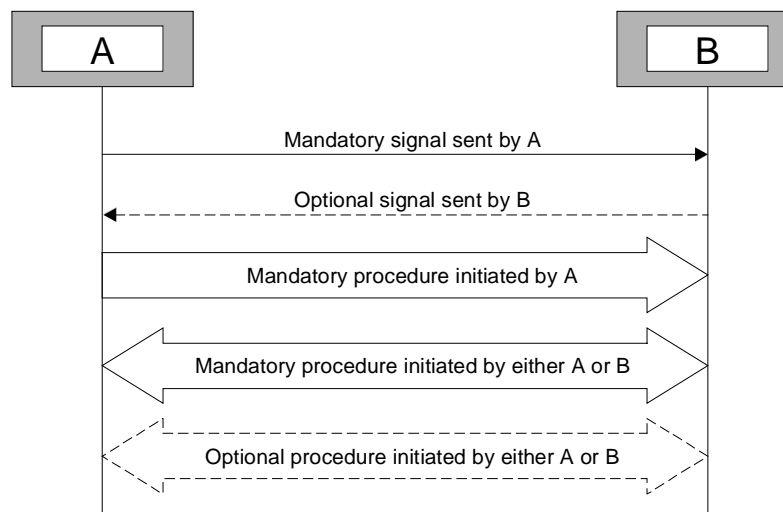 A
B
Mandatory signal sent by A
Optional signal sent by B
Mandatory procedure initiated by A
Mandatory procedure initiated by either A or B
Optional procedure initiated by either A or B